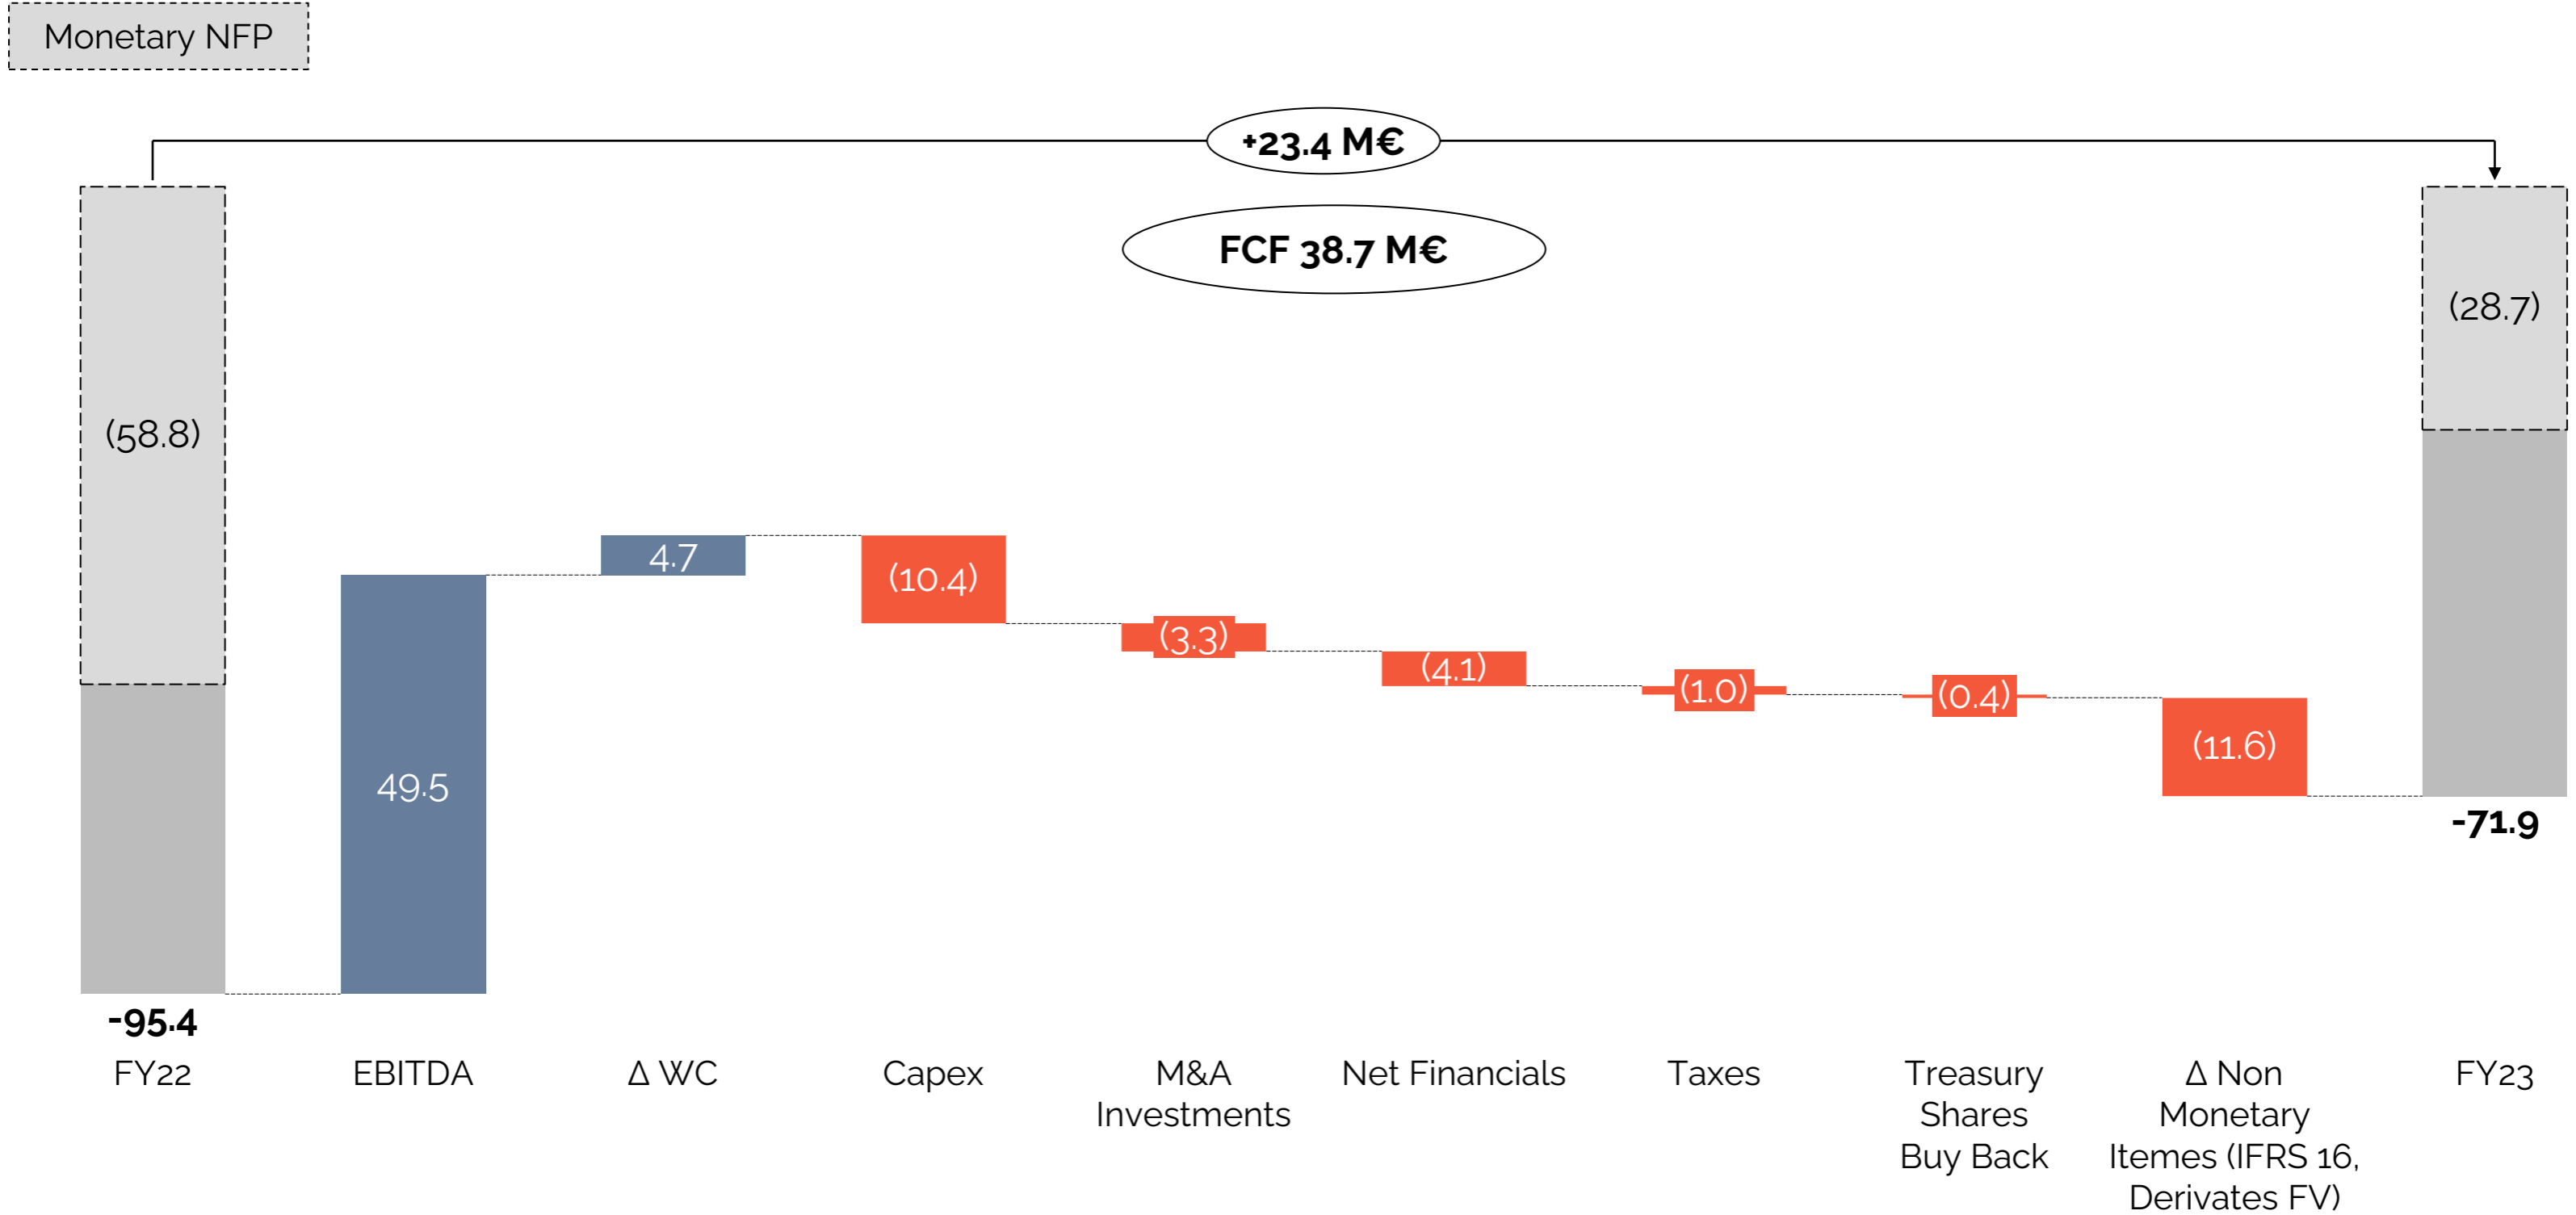 Monetary NFP
+23.4 M€
FCF 38.7 M€
(58.8)
(28.7)
49.5
4.7
(10.4)
(3.3)
(4.1)
(1.0)
(0.4)
(11.6)
-95.4
-71.9
FY22
EBITDA
Δ WC
Capex
M&A
Investments
Net Financials
Taxes
Treasury
Shares
Buy Back
Δ Non
Monetary
Itemes (IFRS 16,
Derivates FV)
FY23